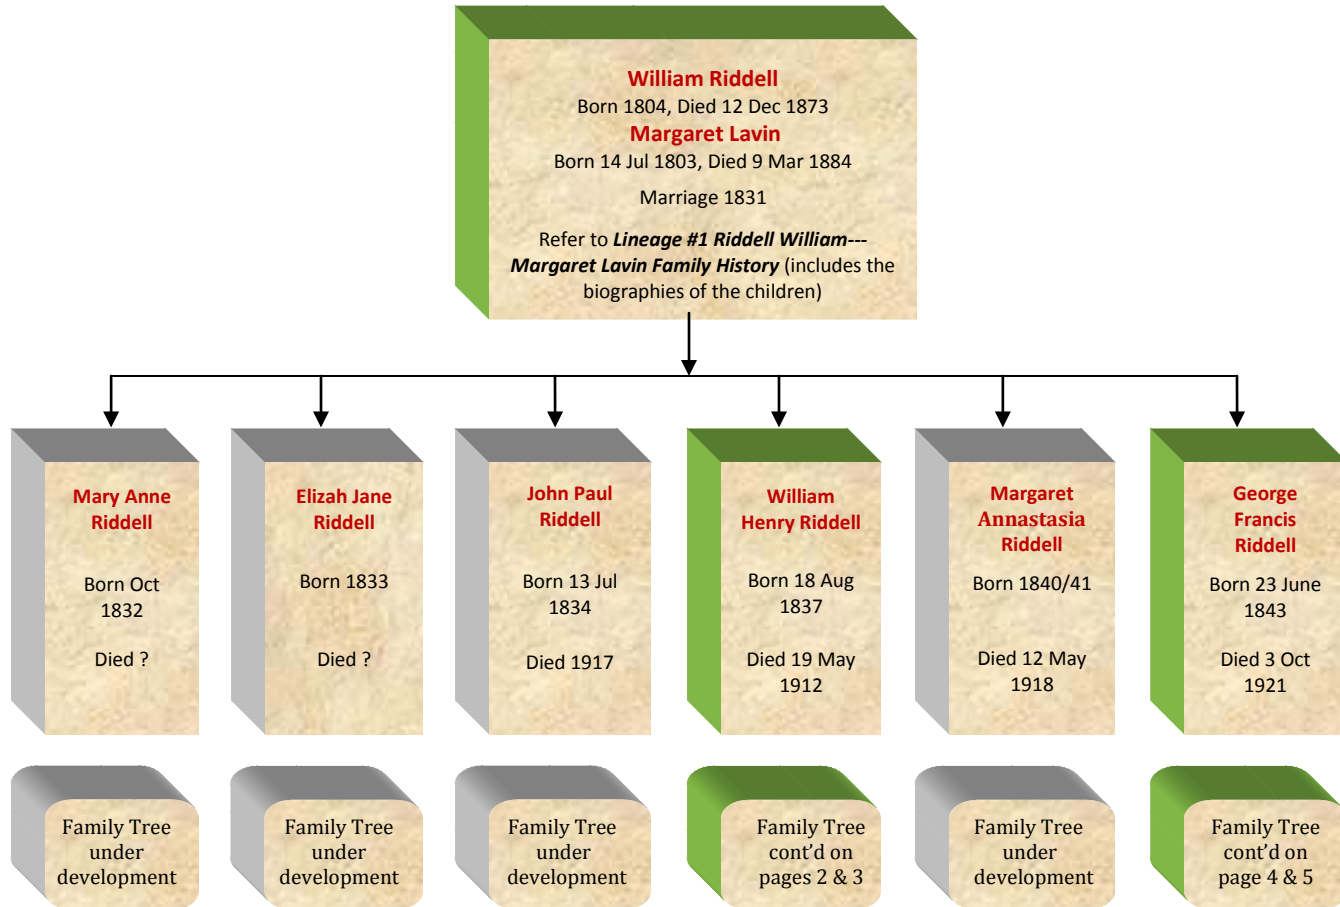 William Riddell
Born 1804, Died 12 Dec 1873
Margaret Lavin
Born 14 Jul 1803, Died 9 Mar 1884
Marriage 1831
Refer to Lineage #1 Riddell William---
Margaret Lavin Family History (includes the
biographies of the children)
Mary Anne
Riddell
Born Oct
1832
Died ?
Elizah Jane
Riddell
Born 1833
Died ?
John Paul
Riddell
Born 13 Jul
1834
Died 1917
William
Henry Riddell
Born 18 Aug
1837
Died 19 May
1912
Margaret
Annastasia
Riddell
Born 1840/41
Died 12 May
1918
George
Francis
Riddell
Born 23 June
1843
Died 3 Oct
1921
Family Tree
under
development
Family Tree
under
development
Family Tree
under
development
Family Tree
cont’d on
pages 2 & 3
Family Tree
under
development
Family Tree
cont’d on
page 4 & 5